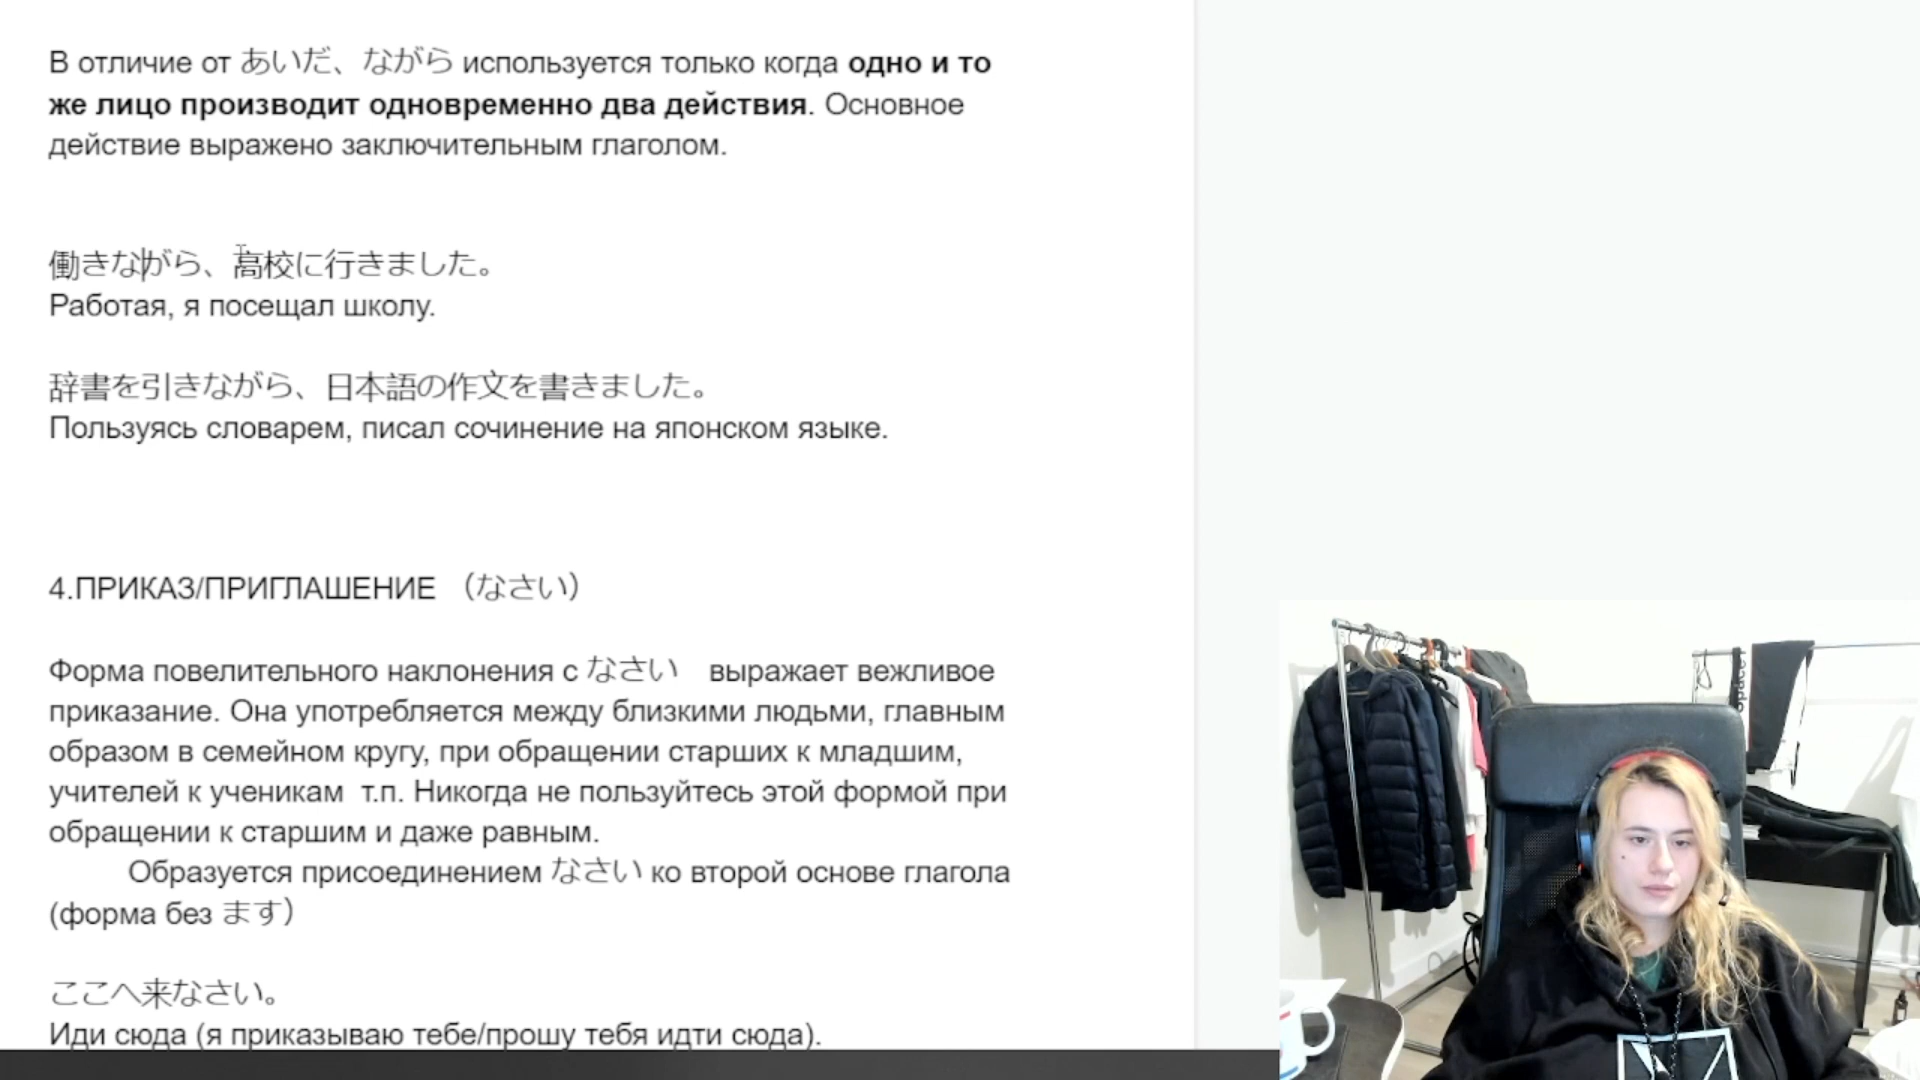 В отличие от あいだ、ながら используется только когда одно и то
же лицо производит одновременно два действия. Основное
действие выражено заключительным глаголом.
働きながら、高校に行きました。
Работая, я посещал школу.
辞書を引きながら、日本語の作文を書きました。
Пользуясь словарем, писал сочинение на японском языке.
4.ПРИКАЗ/ПРИГЛАШЕНИЕ （なさい）
Форма повелительного наклонения с なさい　выражает вежливое
приказание. Она употребляется между близкими людьми, главным
образом в семейном кругу, при обращении старших к младшим,
учителей к ученикам  т.п. Никогда не пользуйтесь этой формой при
обращении к старшим и даже равным.
Образуется присоединением なさい ко второй основе глагола
(форма без ます）
ここへ来なさい。
Иди сюда (я приказываю тебе/прошу тебя идти сюда).